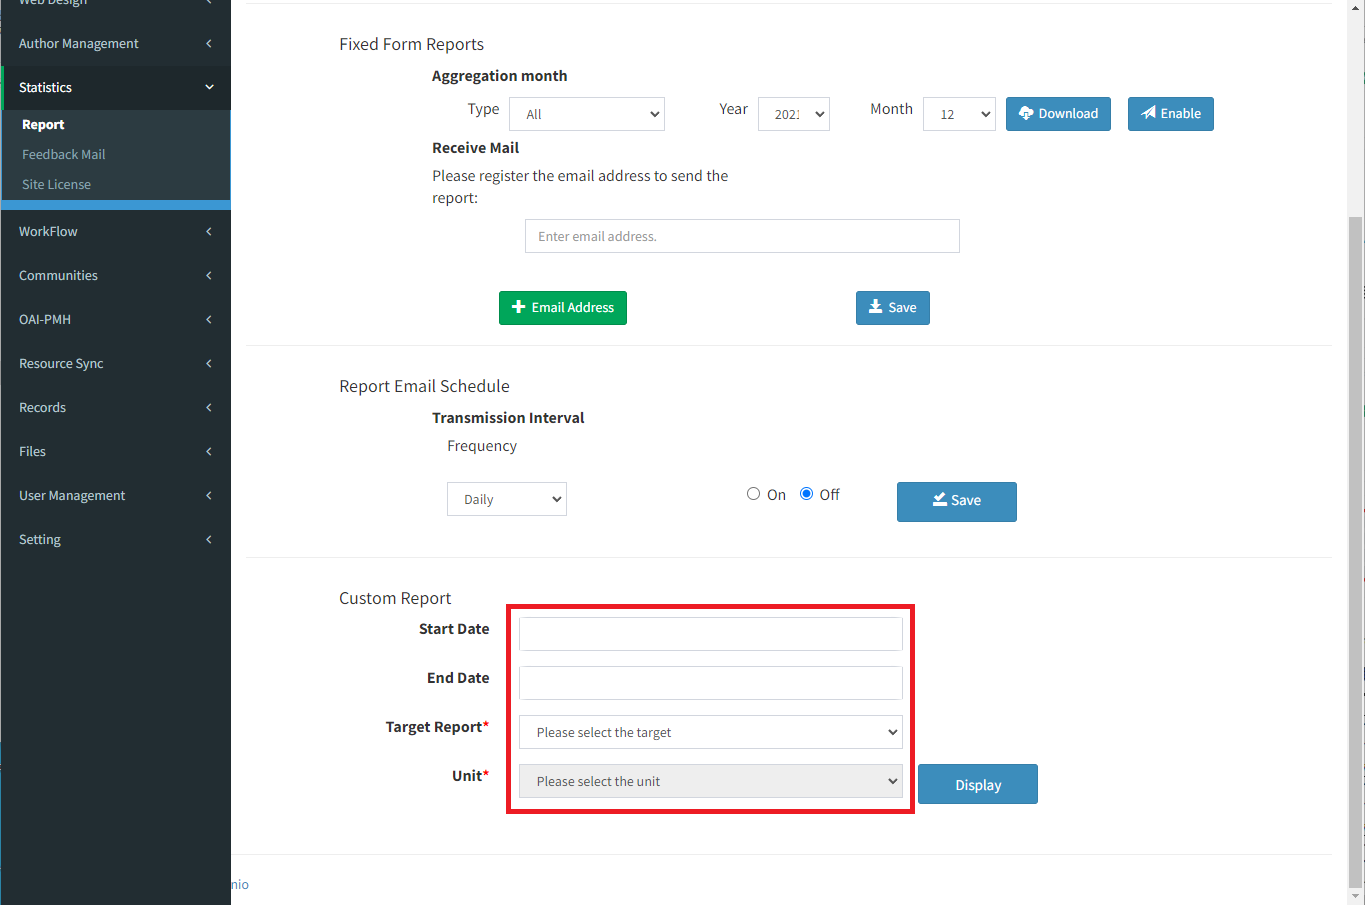 Web Design
Author Management
Statistics
Report
Feedback Mail
Site License
WorkFlow
Communities
OAI-PMH
Resource Sync
Records
Files
User Management
Setting
Fixed Form Reports
Aggregation month
Type All Year 2021 Month 12 Download Enable
Receive Mail
Please register the email address to send the
report:
Enter email address.
Email Address Save
Report Email Schedule
Transmission Interval
Frequency
Daily On Off Save
Custom Report
Start Date
End Date
Target Report* Please select the target
Unit* Please select the unit Display
nio